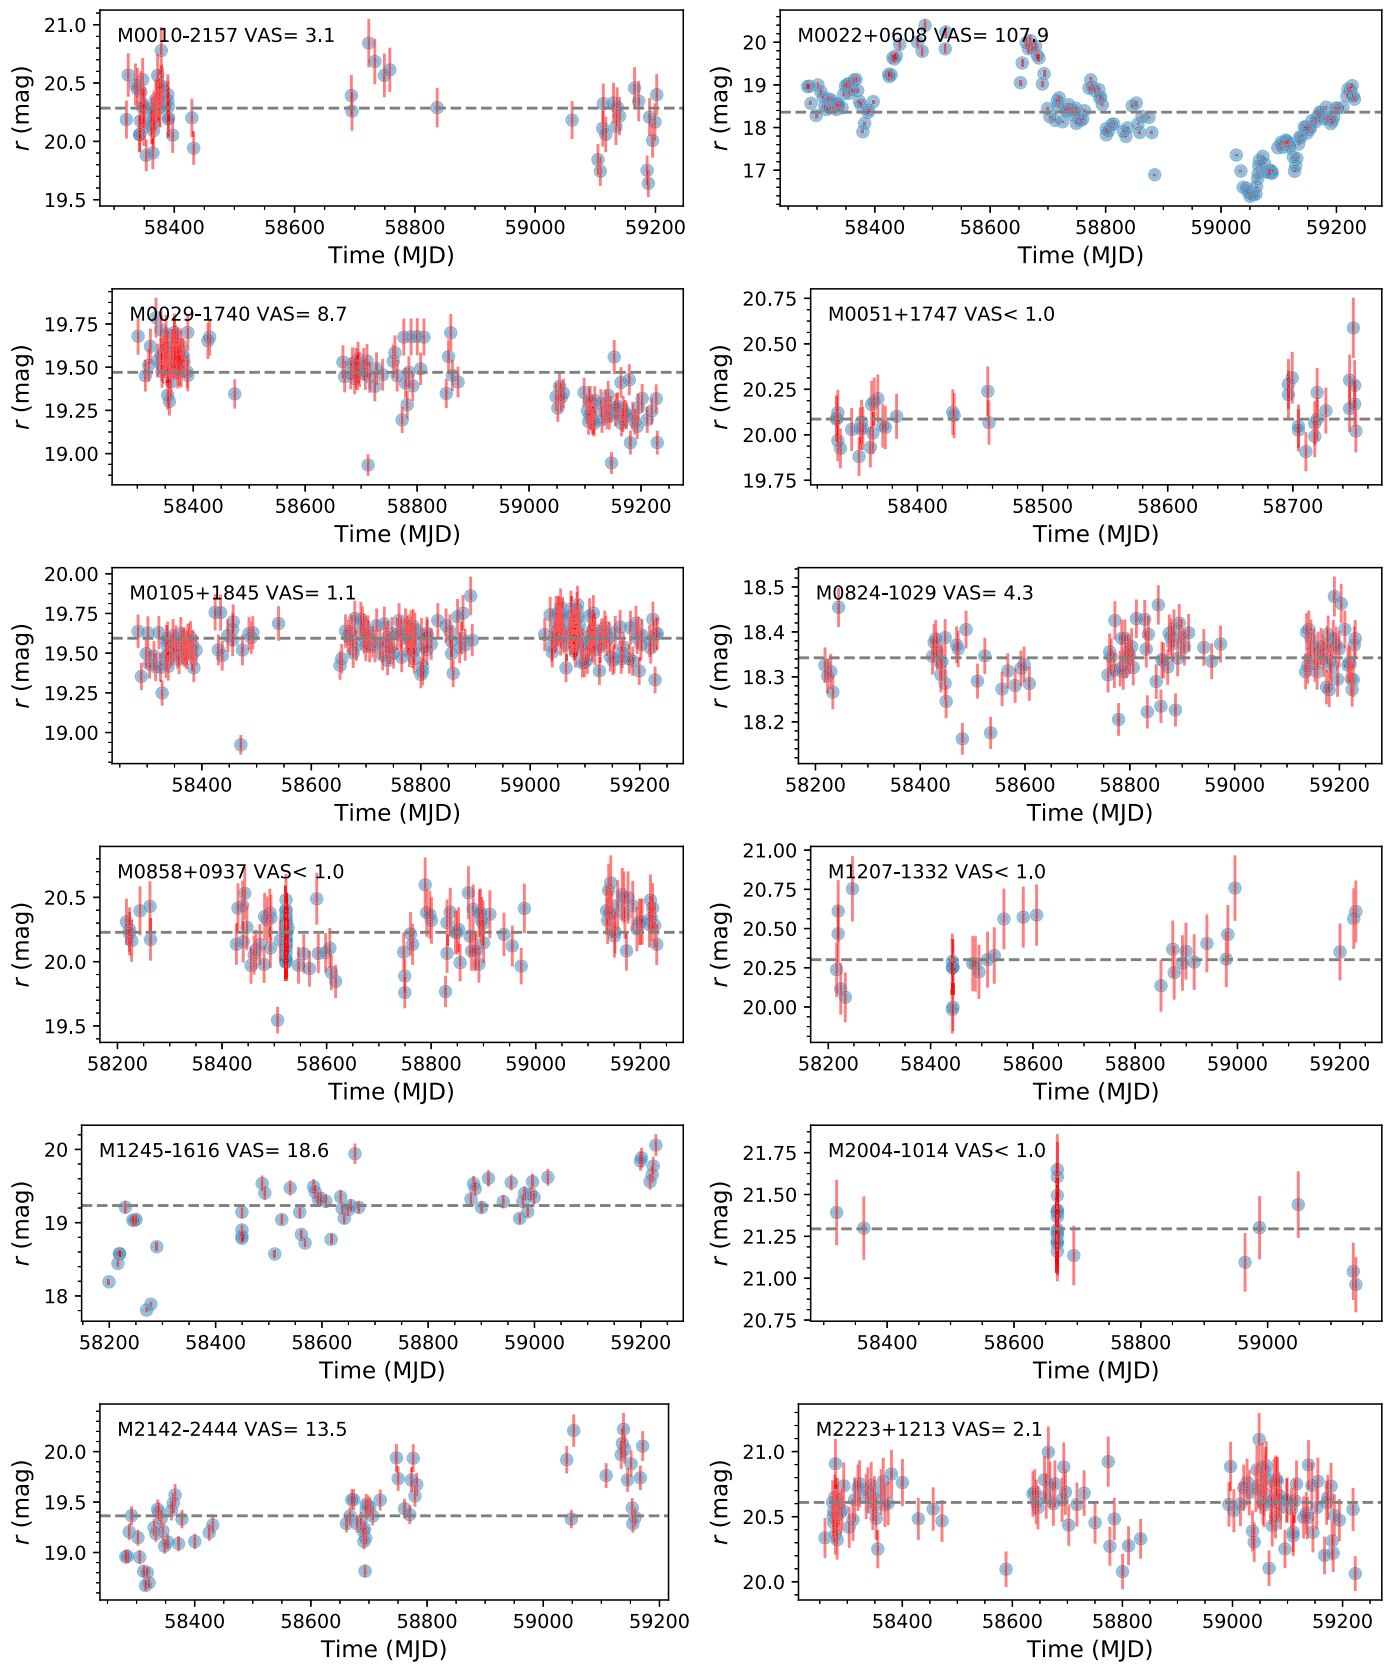 M0010-2157 VAS= 3.1
21.0
20.5
20.0
19.5
r (mag)
58400 58600 58800 59000 59200
Time (MJD)
M0022+0608 VAS= 107.9
20
19
18
17
r (mag)
58400 58600 58800 59000 59200
Time (MJD)
M0029-1740 VAS= 8.7
19.75
19.50
19.25
19.00
r (mag)
58400 58600 58800 59000 59200
Time (MJD)
M0051+1747 VAS< 1.0
20.75
20.50
20.25
20.00
19.75
r (mag)
58400 58500 58600 58700
Time (MJD)
M0105+1845 VAS= 1.1
20.00
19.75
19.50
19.25
19.00
r (mag)
58400 58600 58800 59000 59200
Time (MJD)
M0824-1029 VAS= 4.3
18.5
18.4
18.3
18.2
r (mag)
58200 58400 58600 58800 59000 59200
Time (MJD)
M0858+0937 VAS< 1.0
20.5
20.0
19.5
r (mag)
58200 58400 58600 58800 59000 59200
Time (MJD)
M1207-1332 VAS< 1.0
21.00
20.75
20.50
20.25
20.00
r (mag)
58200 58400 58600 58800 59000 59200
Time (MJD)
M1245-1616 VAS= 18.6
20
19
18
r (mag)
58200 58400 58600 58800 59000 59200
Time (MJD)
M2004-1014 VAS< 1.0
21.75
21.50
21.25
21.00
20.75
r (mag)
58400 58600 58800 59000
Time (MJD)
M2142-2444 VAS= 13.5
20.0
19.5
19.0
r (mag)
58400 58600 58800 59000 59200
Time (MJD)
M2223+1213 VAS= 2.1
21.0
20.5
20.0
r (mag)
58400 58600 58800 59000 59200
Time (MJD)